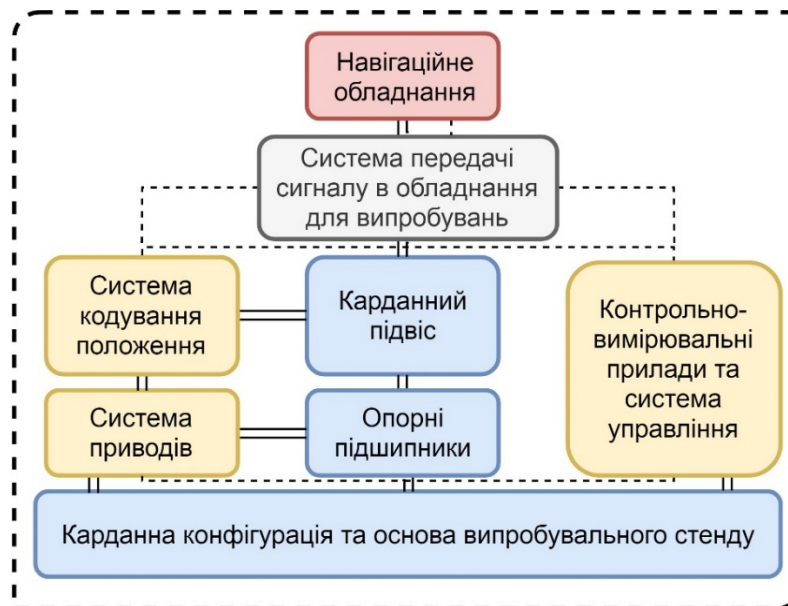 Навігаційне
обладнання
Система передачі
сигналу в обладнання
для випробувань
Система
кодування
положення
Карданний
підвіс
Контрольно-
вимірювальні
прилади та
система
управління
Система
приводів
Опорні
підшипники
Карданна конфігурація та основа випробувального стенду